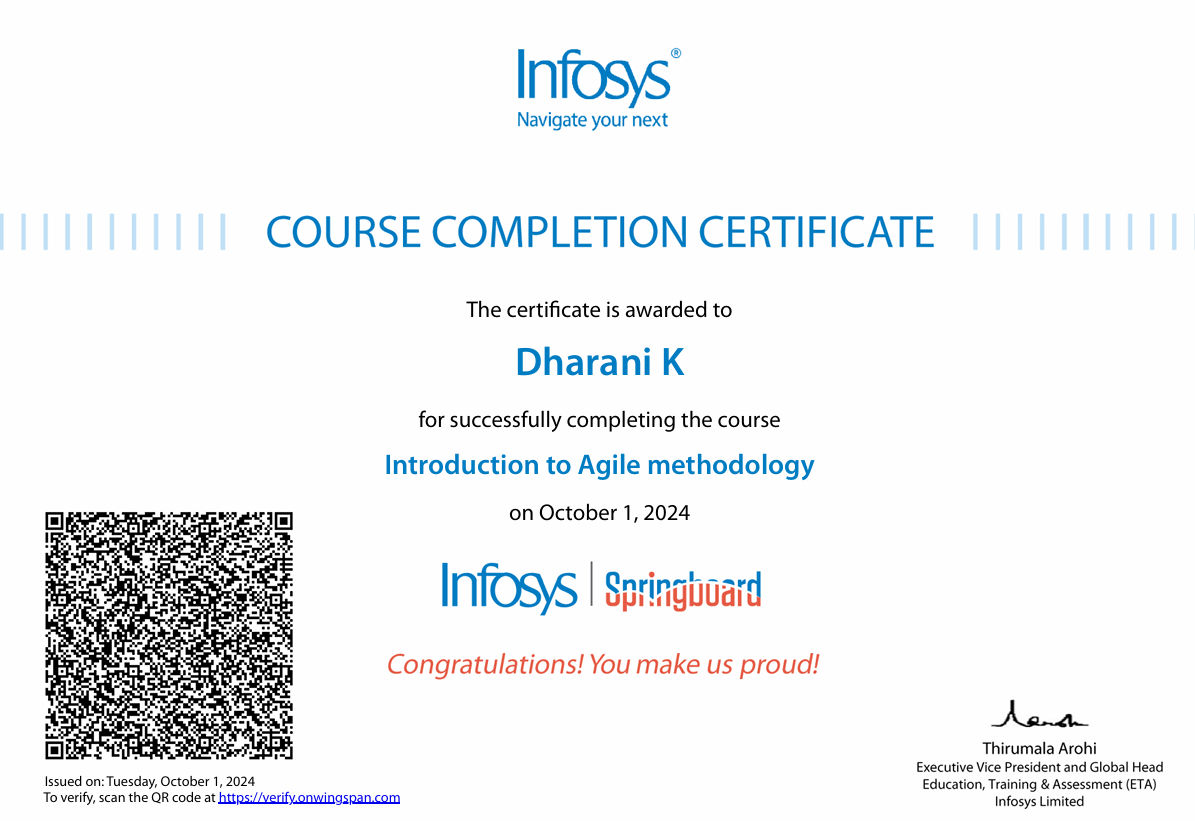 Infosys®
Navigate your next
COURSE COMPLETION CERTIFICATE
The certificate is awarded to
Dharani K
for successfully completing the course
Introduction to Agile methodology
on October 1, 2024
Infosys | Springboard
Congratulations! You make us proud!
Thirumala Arohi
Executive Vice President and Global Head
Education, Training & Assessment (ETA)
Infosys Limited
Issued on: Tuesday, October 1, 2024
To verify, scan the QR code at https://verify.onwingspan.com